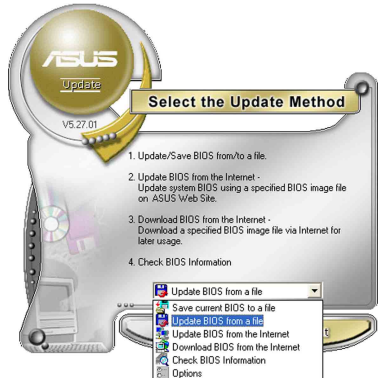 ASUS
Update
V5.27.01
Select the Update Method
1. Update/Save BIOS from/to a file.
2. Update BIOS from the Internet -
Update system BIOS using a specified BIOS image file
on ASUS Web Site.
3. Download BIOS from the Internet -
Download a specified BIOS image file via Internet for
later usage.
4. Check BIOS Information
Update BIOS from a file
Save current BIOS to a file
Update BIOS from a file
Update BIOS from the Internet
Download BIOS from the Internet
Check BIOS Information
Options